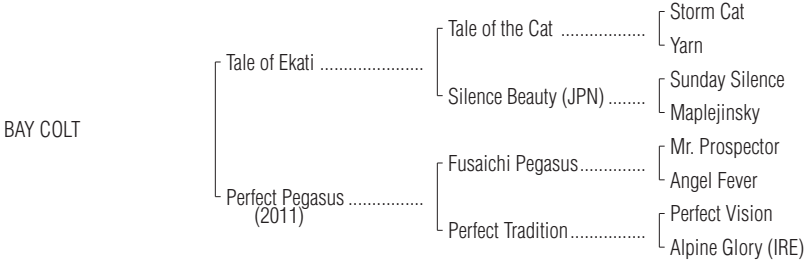 Storm Cat
Tale of the Cat ..................
Yarn
Tale of Ekati ......................
Sunday Silence
Silence Beauty (JPN) ........
Maplejinsky
BAY COLT
Mr. Prospector
Fusaichi Pegasus..............
Angel Fever
Perfect Pegasus ................
(2011)
Perfect Vision
Perfect Tradition................
Alpine Glory (IRE)